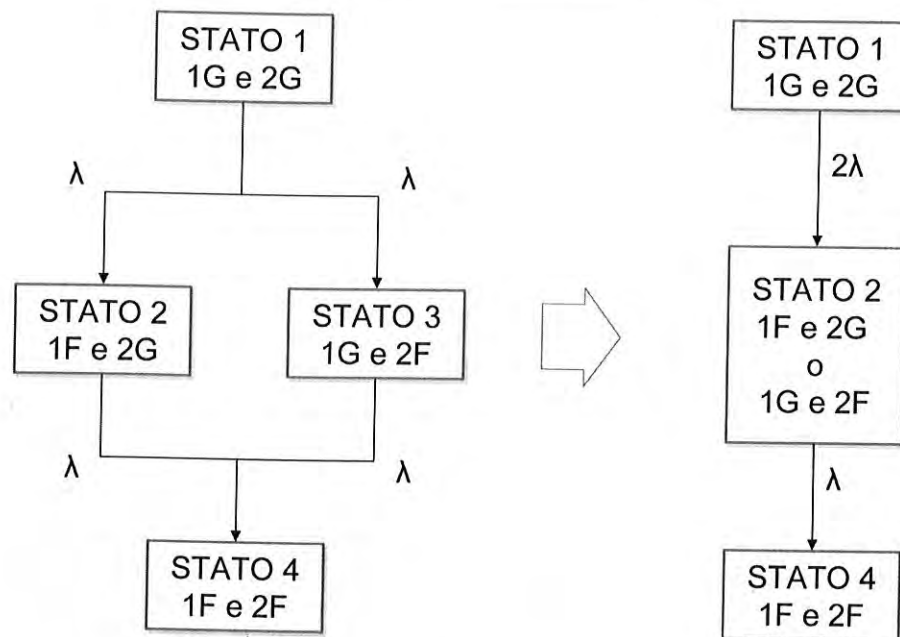 STATO 1
1G e 2G
λ
λ
STATO 2
1F e 2G
STATO 3
1G e 2F
λ
λ
STATO 4
1F e 2F
STATO 1
1G e 2G
2λ
STATO 2
1F e 2G
o
1G e 2F
λ
STATO 4
1F e 2F